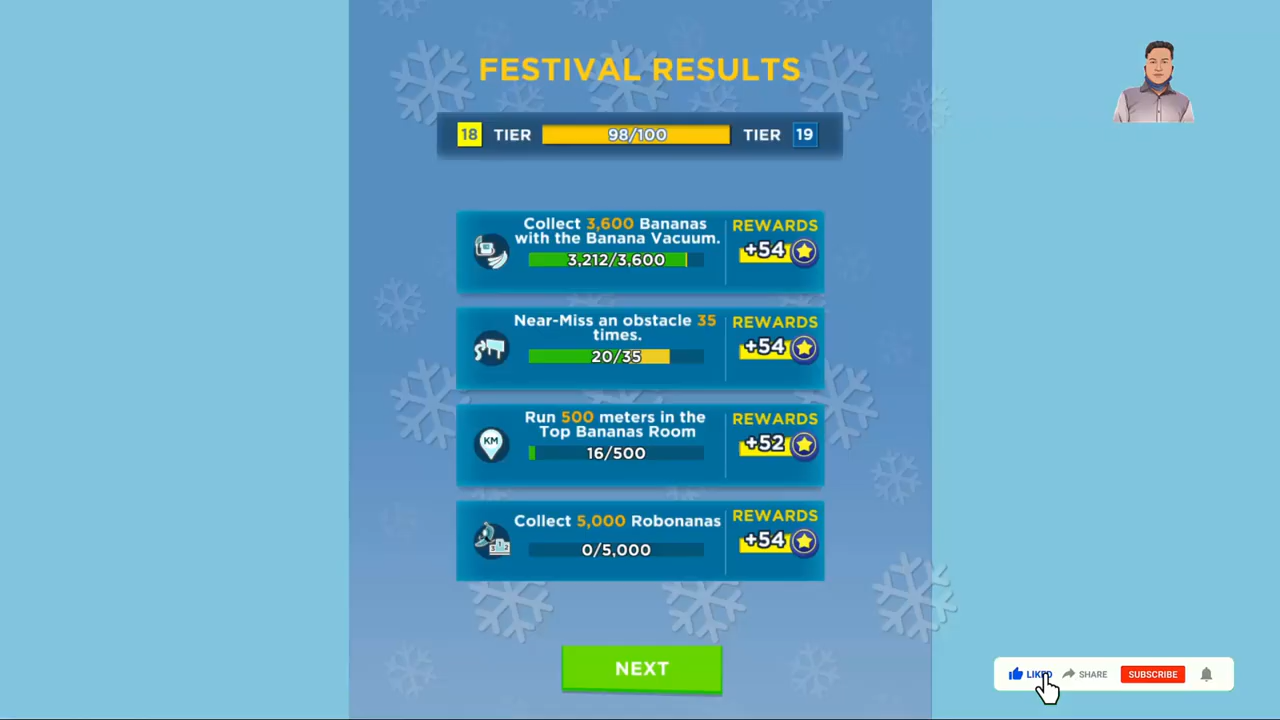 FESTIVAL RESULTS
18 TIER 98/100 TIER 19
Collect 3,600 Bananas
with the Banana Vacuum.
3,212/3,600
REWARDS
+54
Near-Miss an obstacle 35
times.
20/35
REWARDS
+54
KM
Run 500 meters in the
Top Bananas Room
16/500
REWARDS
+52
Collect 5,000 Robonanas
0/5,000
REWARDS
+54
NEXT
LIKED SHARE SUBSCRIBE